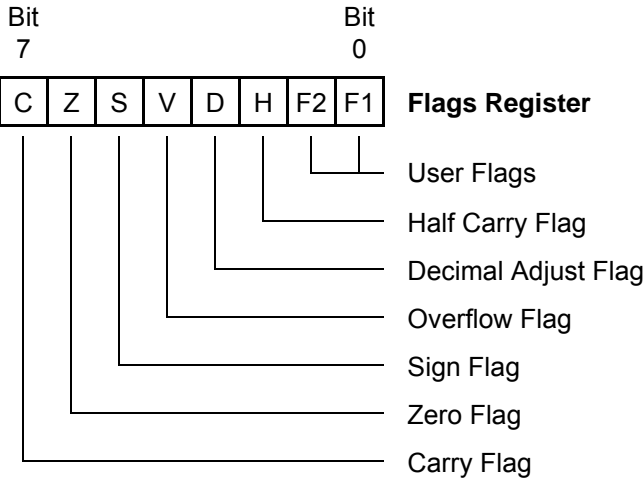 Bit Bit
7 0
C Z S V D H F2 F1 Flags Register
User Flags
Half Carry Flag
Decimal Adjust Flag
Overflow Flag
Sign Flag
Zero Flag
Carry Flag